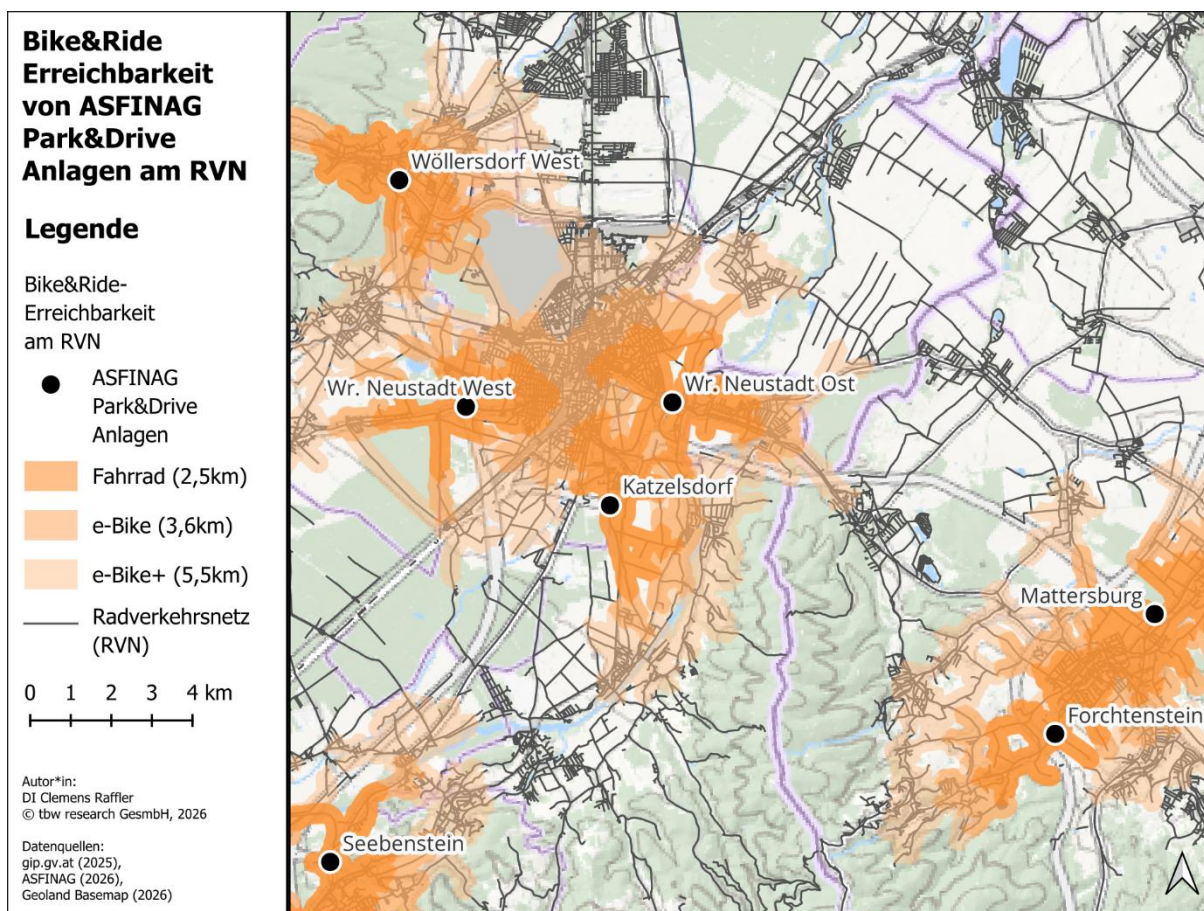 Bike&Ride
Erreichbarkeit
von ASFINAG
Park&Drive
Anlagen am RVN
Legende
Bike&Ride-
Erreichbarkeit
am RVN
ASFINAG
Park&Drive
Anlagen
Fahrrad (2,5km)
e-Bike (3,6km)
e-Bike+ (5,5km)
Radverkehrsnetz
(RVN)
0 1 2 3 4 km
Autor*in:
DI Clemens Raffler
© tbw research GesmbH, 2026
Datenquellen:
gip.gv.at (2025),
ASFINAG (2026),
Geoland Basemap (2026)
Wöllersdorf West
Wr. Neustadt West
Wr. Neustadt Ost
Katzelsdorf
Mattersburg
Forchtenstein
Seebenstein